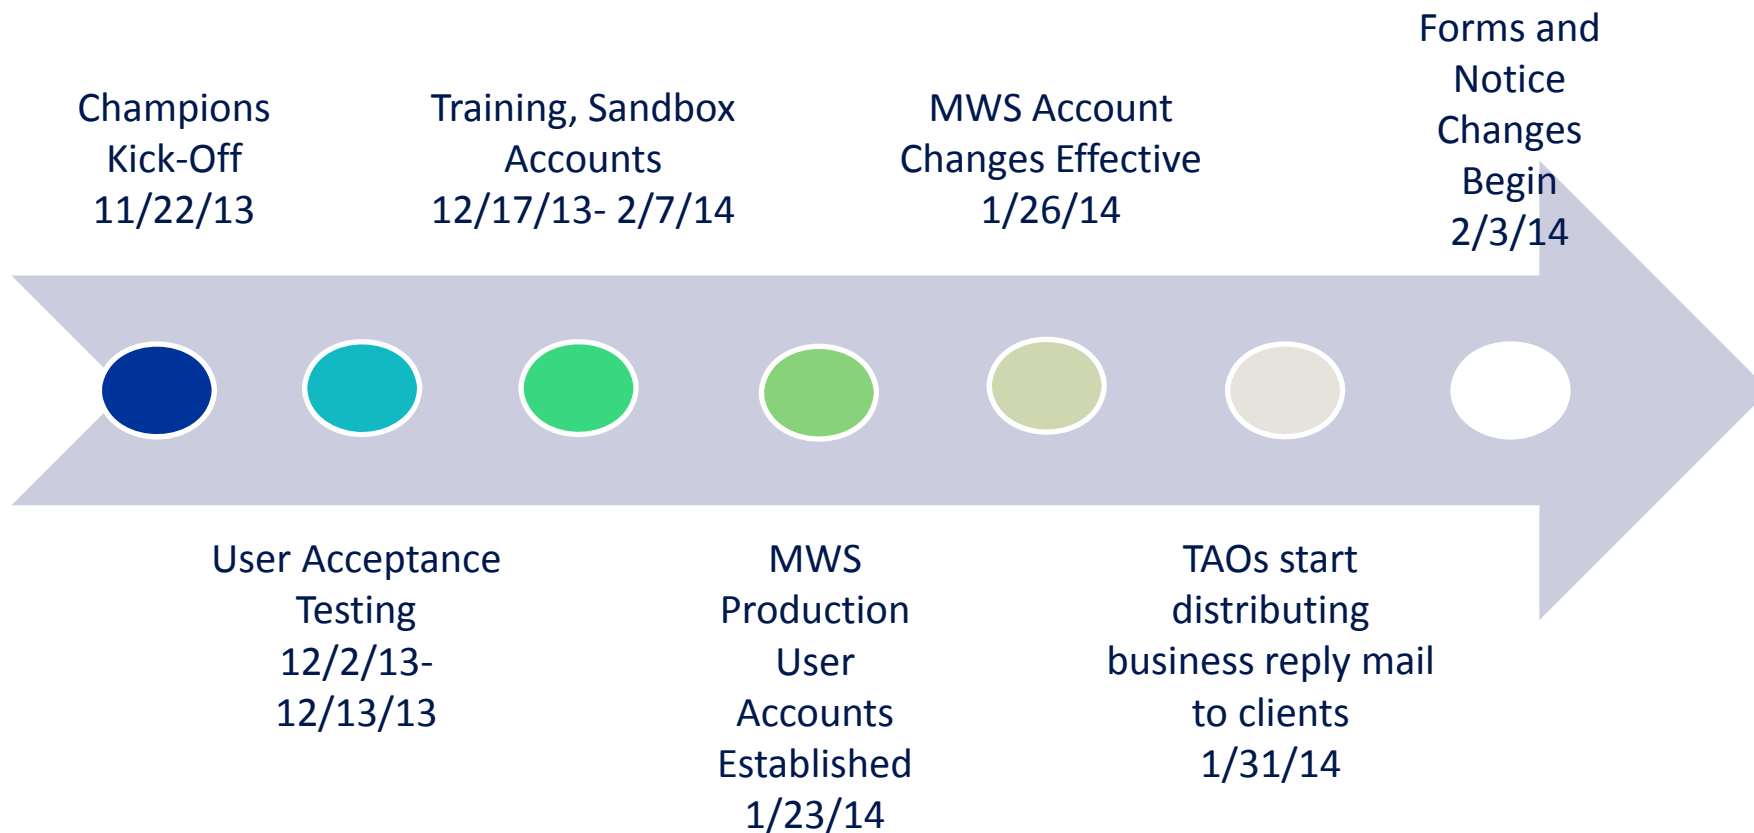 Champions
Kick-Off
11/22/13
User Acceptance
Testing
12/2/13-
12/13/13
Training, Sandbox
Accounts
12/17/13- 2/7/14
MWS
Production
User
Accounts
Established
1/23/14
MWS Account
Changes Effective
1/26/14
TAOs start
distributing
business reply mail
to clients
1/31/14
Forms and
Notice
Changes
Begin
2/3/14